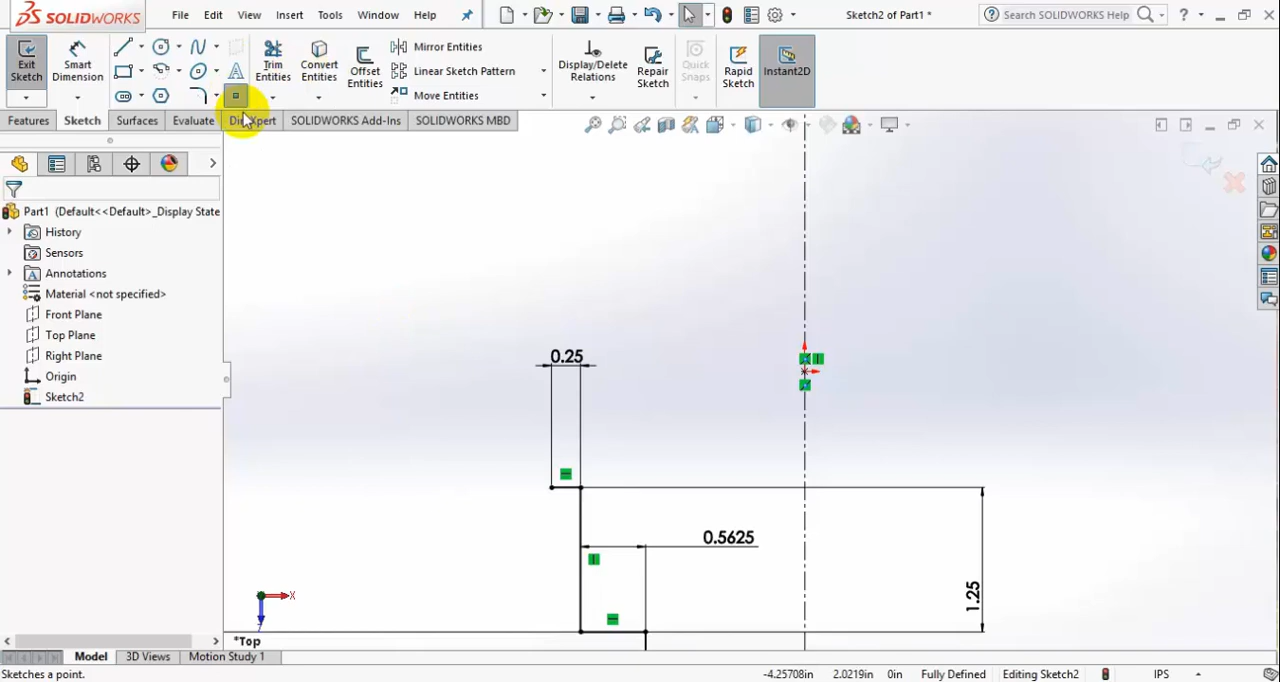 SOLIDWORKS
File Edit View Insert Tools Window Help
Sketch2 of Part1 *
Search SOLIDWORKS Help
?
Exit Sketch
Smart Dimension
Trim Entities
Convert Entities
Offset Entities
Mirror Entities
Linear Sketch Pattern
Move Entities
Display/Delete Relations
Repair Sketch
Quick Snaps
Rapid Sketch
Instant2D
Features Sketch Surfaces Evaluate DimXpert SOLIDWORKS Add-Ins SOLIDWORKS MBD
Part1 (Default<<Default>_Display State
History
Sensors
Annotations
Material <not specified>
Front Plane
Top Plane
Right Plane
Origin
Sketch2
0.25
0.5625
1.25
X
*Top
Model 3D Views Motion Study 1
Sketches a point.
-4.25708in 2.0219in 0in Fully Defined Editing Sketch2 IPS